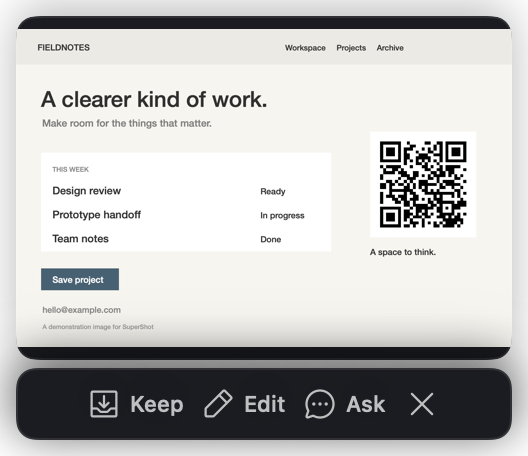 FIELDNOTES
Workspace Projects Archive
A clearer kind of work.
Make room for the things that matter.
THIS WEEK
Design review Ready
Prototype handoff In progress
Team notes Done
A space to think.
Save project
hello@example.com
A demonstration image for SuperShot
Keep Edit Ask